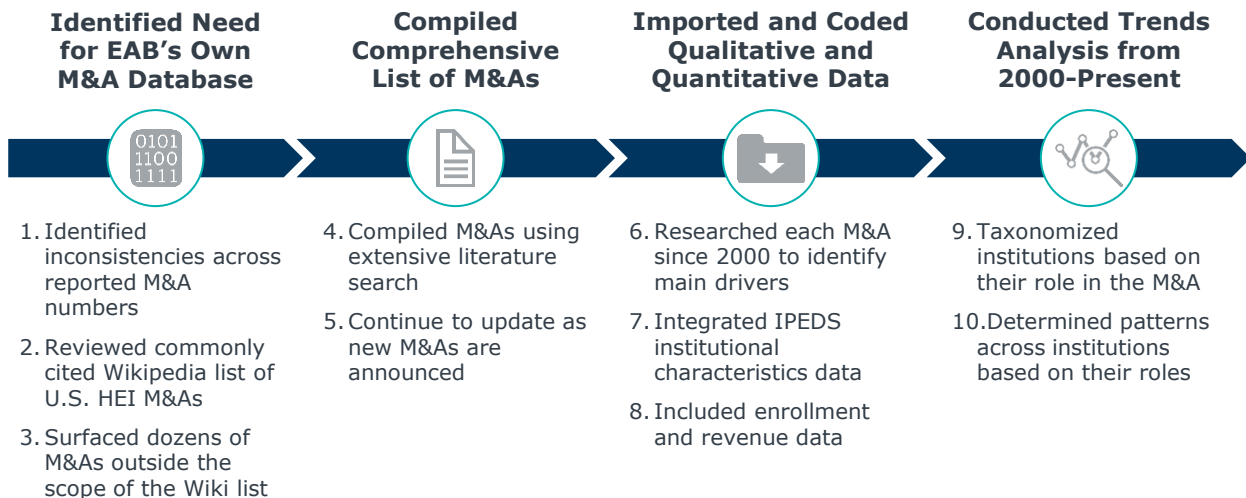 Identified Need
for EAB's Own
M&A Database
Compiled
Comprehensive
List of M&As
Imported and Coded
Qualitative and
Quantitative Data
Conducted Trends
Analysis from
2000-Present
0101
1100
1111
1. Identified
inconsistencies across
reported M&A
numbers
2. Reviewed commonly
cited Wikipedia list of
U.S. HEI M&As
3. Surfaced dozens of
M&As outside the
scope of the Wiki list
4. Compiled M&As using
extensive literature
search
5. Continue to update as
new M&As are
announced
6. Researched each M&A
since 2000 to identify
main drivers
7. Integrated IPEDS
institutional
characteristics data
8. Included enrollment
and revenue data
9. Taxonomized
institutions based on
their role in the M&A
10.Determined patterns
across institutions
based on their roles